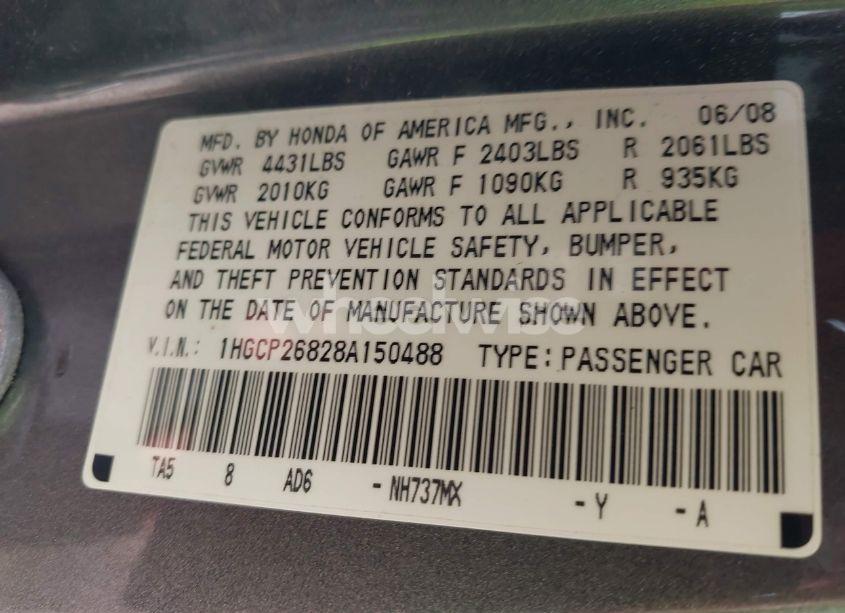 MFD. BY HONDA OF AMERICA MFG., INC. 06/08
GVWR 4431LBS GAWR F 2403LBS R 2061LBS
GVWR 2010KG GAWR F 1090KG R 935KG
THIS VEHICLE CONFORMS TO ALL APPLICABLE
FEDERAL MOTOR VEHICLE SAFETY, BUMPER,
AND THEFT PREVENTION STANDARDS IN EFFECT
ON THE DATE OF MANUFACTURE SHOWN ABOVE.
V.I.N.: 1HGCP26828A150488 TYPE: PASSENGER CAR
TA5 8 AD6 -NH737MX -Y -A